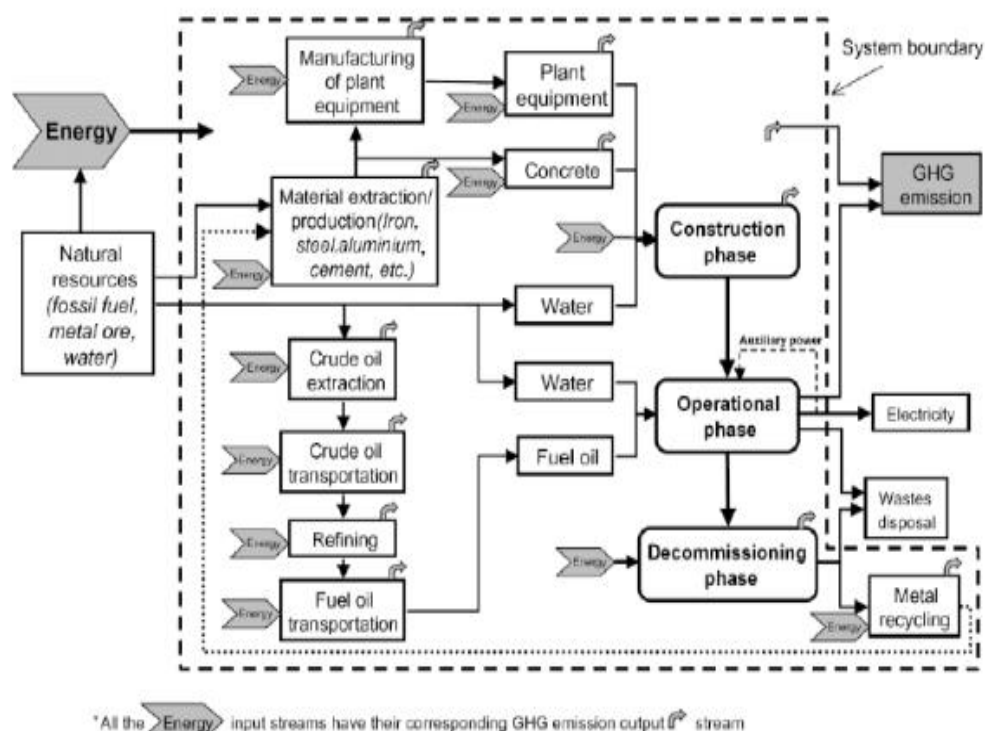 Manufacturing
of plant
equipment
Energy
Plant
equipment
Energy
System boundary
Energy
Concrete
Energy
GHG
emission
Material extraction/
production(Iron,
steel.aluminium,
cement, etc.)
Energy
Construction
phase
Energy
Natural
resources
(fossil fuel,
metal ore,
water)
Water
Crude oil
extraction
Energy
Water
Auxiliary power
Operational
phase
Electricity
Crude oil
transportation
Energy
Fuel oil
Wastes
disposal
Refining
Energy
Decommissioning
phase
Energy
Fuel oil
transportation
Energy
Metal
recycling
Energy
*All the Energy input streams have their corresponding GHG emission output stream